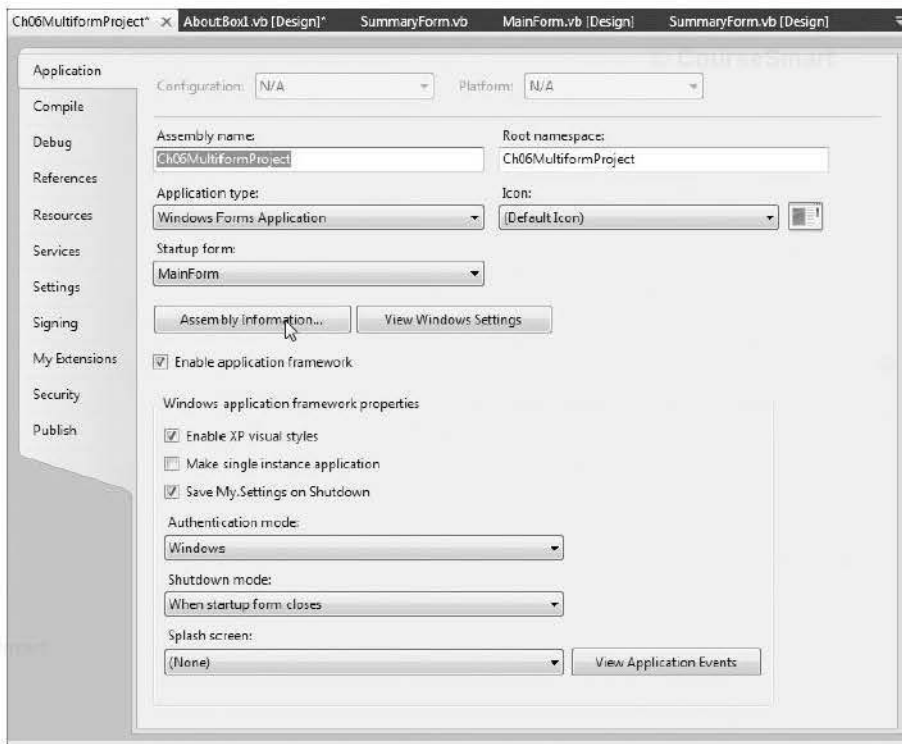 Ch06MultiformProject* AboutBox1.vb [Design]* SummaryForm.vb MainForm.vb [Design] SummaryForm.vb [Design]
© CourseSmart
Application
Compile
Debug
References
Resources
Services
Settings
Signing
My Extensions
Security
Publish
Configuration: N/A Platform: N/A
Assembly name: Root namespace:
Ch06MultiformProject Ch06MultiformProject
Application type: Icon:
Windows Forms Application (Default Icon)
Startup form:
MainForm
Assembly Information... View Windows Settings
Enable application framework
Windows application framework properties
Enable XP visual styles
Make single instance application
Save My.Settings on Shutdown
Authentication mode:
Windows
Shutdown mode:
When startup form closes
Splash screen:
(None) View Application Events